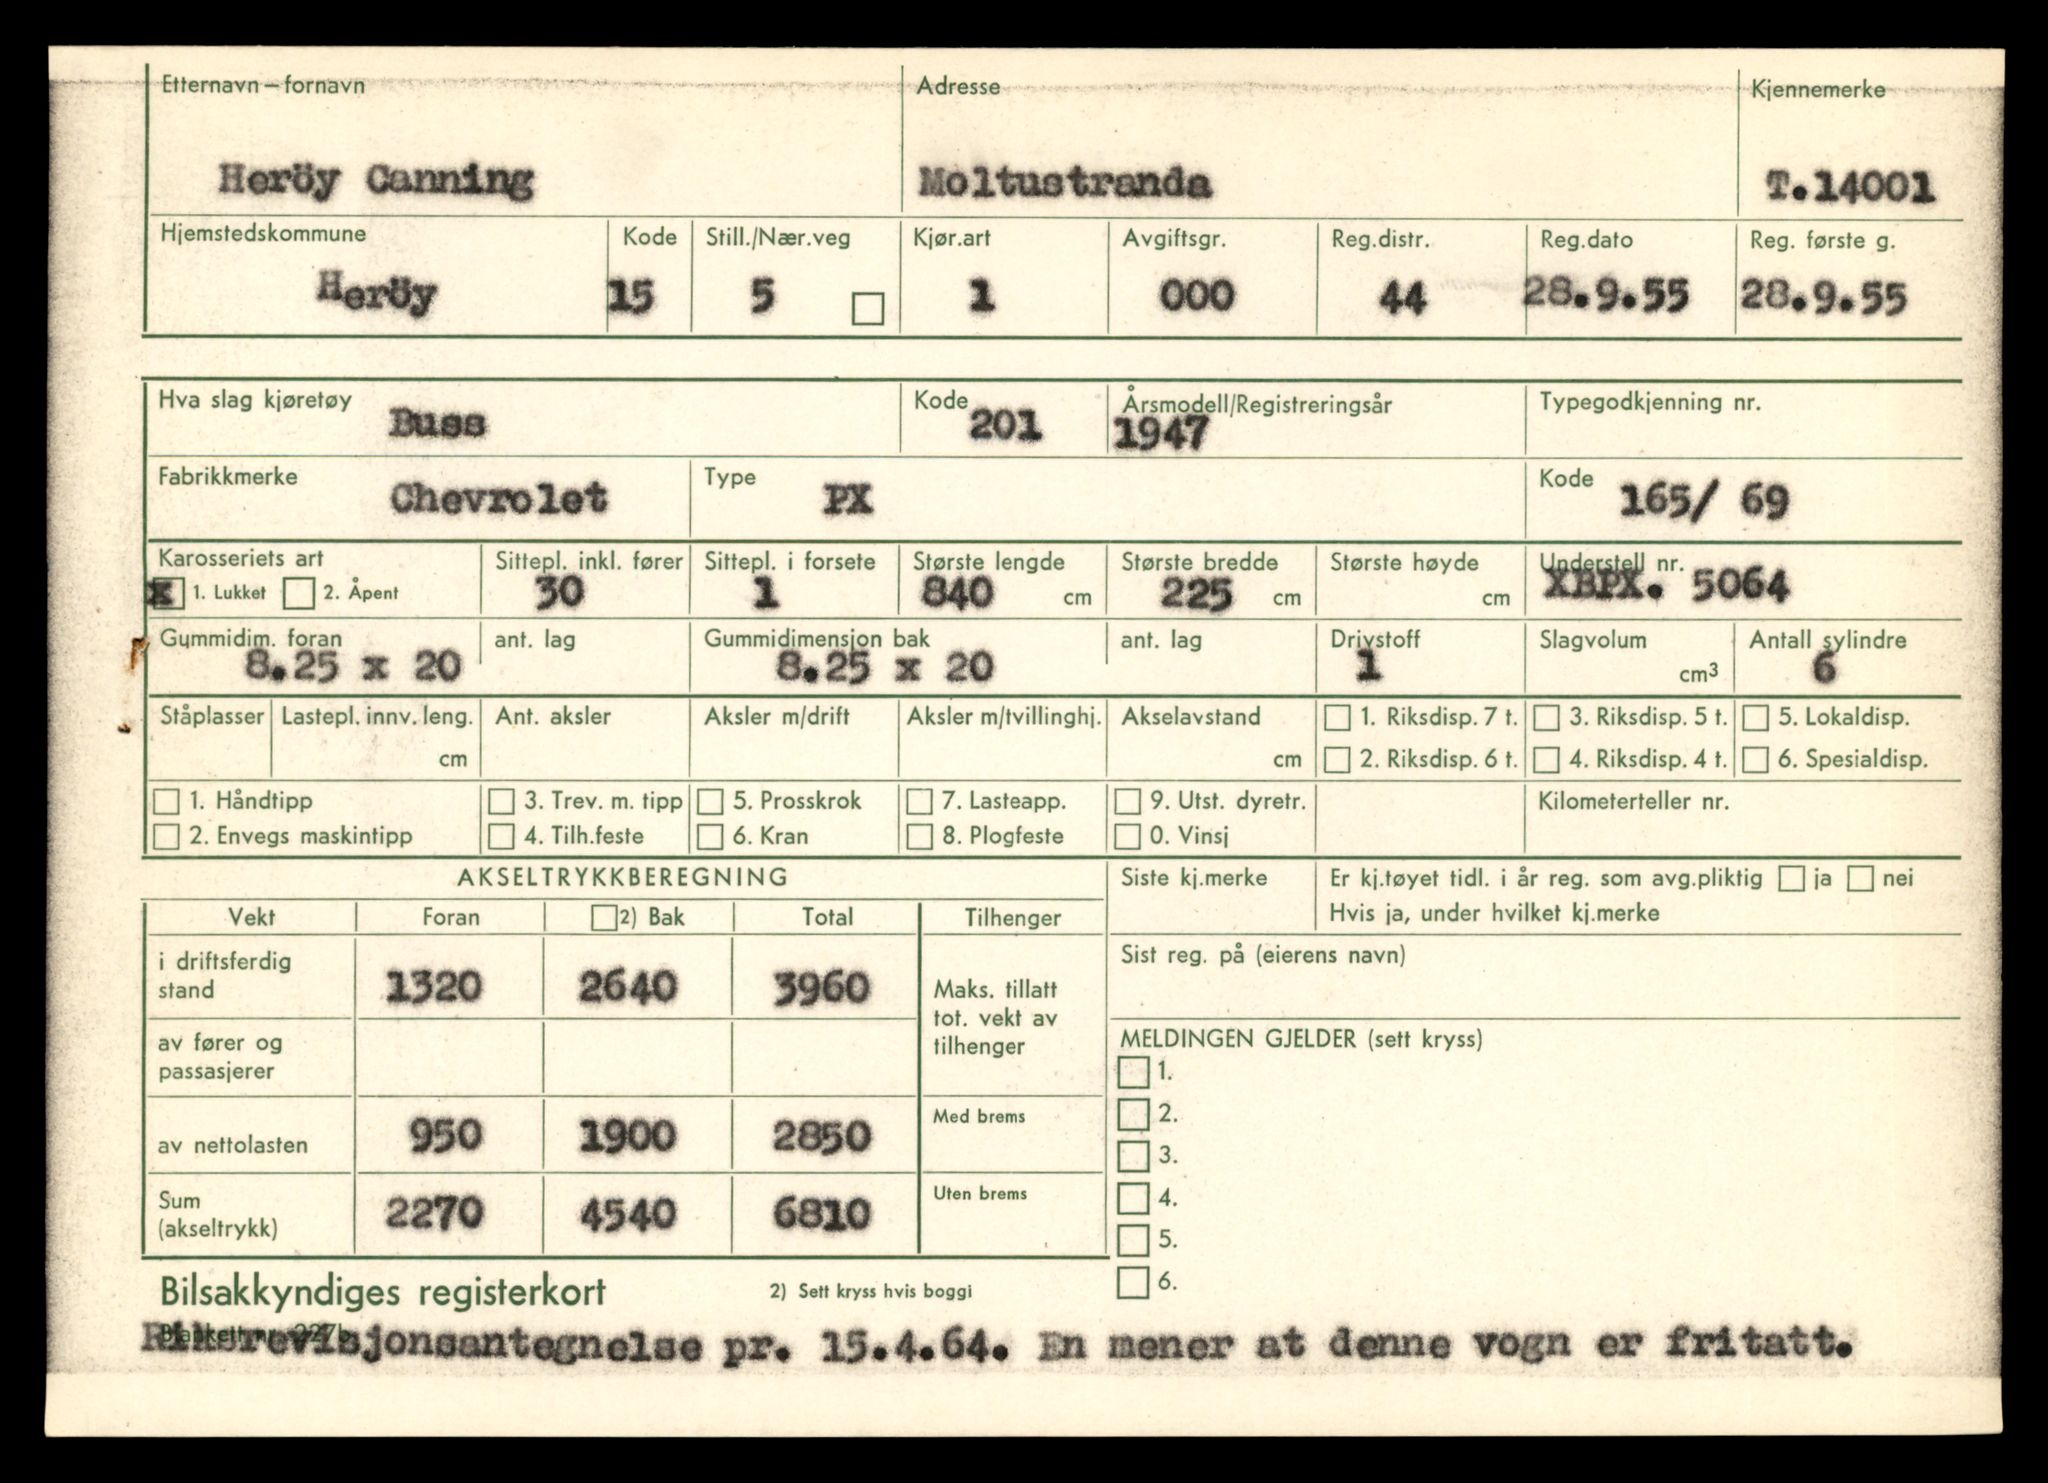 Etternavn – fornavn Adresse Kjennemerke
Heröy Canning Moltustranda T.14001
Hjemstedskommune Kode Still./Nær.veg Kjør.art Avgiftsgr. Reg.distr. Reg.dato Reg. første g.
Heröy 15 5 1 000 44 28.9.55 28.9.55
Hva slag kjøretøy Kode Årsmodell/Registreringsår Typegodkjenning nr.
Buss 201 1947
Fabrikkmerke Type Kode
Chevrolet PX 165/ 69
Karosseriets art Sittepl. inkl. fører Sittepl. i forsete Største lengde Største bredde Største høyde Understell nr.
x 1. Lukket 2. Åpent 30 1 840 cm 225 cm cm XBPX. 5064
Gummidim. foran ant. lag Gummidimensjon bak ant. lag Drivstoff Slagvolum Antall sylindre
8.25 x 20 8.25 x 20 1 cm3 6
Ståplasser Lastepl. innv. leng. Ant. aksler Aksler m/drift Aksler m/tvillinghj. Akselavstand 1. Riksdisp. 7 t. 3. Riksdisp. 5 t. 5. Lokaldisp.
cm cm 2. Riksdisp. 6 t. 4. Riksdisp. 4 t. 6. Spesialdisp.
1. Håndtipp 3. Trev. m. tipp 5. Prosskrok 7. Lasteapp. 9. Utst. dyretr. Kilometerteller nr.
2. Envegs maskintipp 4. Tilh.feste 6. Kran 8. Plogfeste 0. Vinsj
AKSELTRYKKBEREGNING Siste kj.merke Er kj.tøyet tidl. i år reg. som avg.pliktig ja nei
Vekt Foran 2) Bak Total Tilhenger Hvis ja, under hvilket kj.merke
i driftsferdig stand 1320 2640 3960 Maks. tillatt tot. vekt av tilhenger Sist reg. på (eierens navn)
av fører og passasjerer MELDINGEN GJELDER (sett kryss)
1.
av nettolasten 950 1900 2850 Med brems 2.
3.
Sum (akseltrykk) 2270 4540 6810 Uten brems 4.
5.
Bilsakkyndiges registerkort 2) Sett kryss hvis boggi 6.
Blankett nr. 227b
Riksrevisjonsantegnelse pr. 15.4.64. En mener at denne vogn er fritatt.